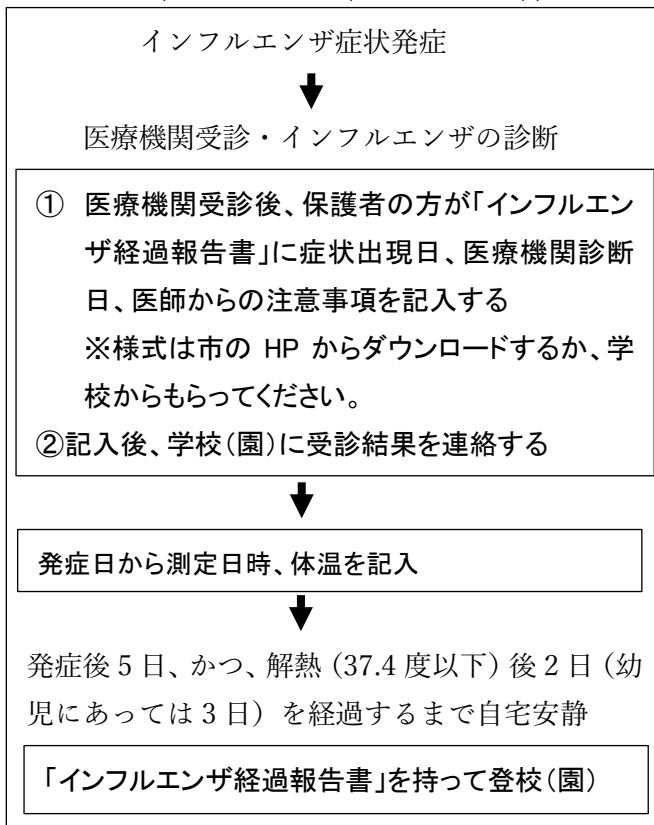 インフルエンザ症状発症
医療機関受診・インフルエンザの診断
① 医療機関受診後、保護者の方が「インフルエン
ザ経過報告書」に症状出現日、医療機関診断
日、医師からの注意事項を記入する
※様式は市の HP からダウンロードするか、学
校からもらってください。
②記入後、学校(園)に受診結果を連絡する
発症日から測定日時、体温を記入
発症後 5 日、かつ、解熱(37.4 度以下)後 2 日(幼
児にあっては 3 日)を経過するまで自宅安静
「インフルエンザ経過報告書」を持って登校(園)